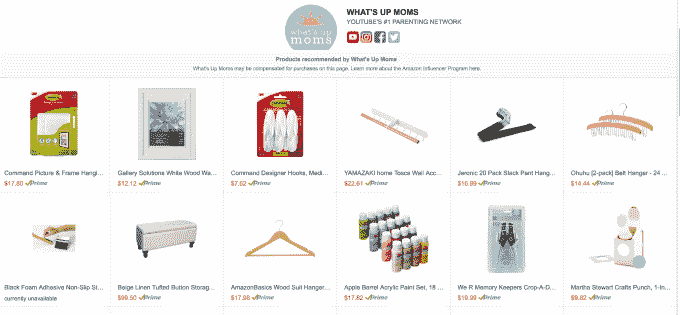 what's up
moms
WHAT'S UP MOMS
YOUTUBE'S #1 PARENTING NETWORK
Products recommended by What's Up Moms
What's Up Moms may be compensated for purchases on this page. Learn more about the Amazon Influencer Program here.
Command Picture & Frame Hangi...
$17.80 Prime
Gallery Solutions White Wood Wa...
$12.12 Prime
Command Designer Hooks, Medi...
$7.62 Prime
YAMAZAKI home Tosca Wall Acc...
$22.61 Prime
Jeronic 20 Pack Slack Pant Hang...
$16.99 Prime
Ohuhu [2-pack] Belt Hanger - 24 ...
$14.44 Prime
Black Foam Adhesive Non-Slip St...
currently unavailable
Beige Linen Tufted Button Storag...
$99.50 Prime
AmazonBasics Wood Suit Hanger...
$17.98 Prime
Apple Barrel Acrylic Paint Set, 18 ...
$17.82 Prime
We R Memory Keepers Crop-A-D...
$19.99 Prime
Martha Stewart Crafts Punch, 1-In...
$9.82 Prime